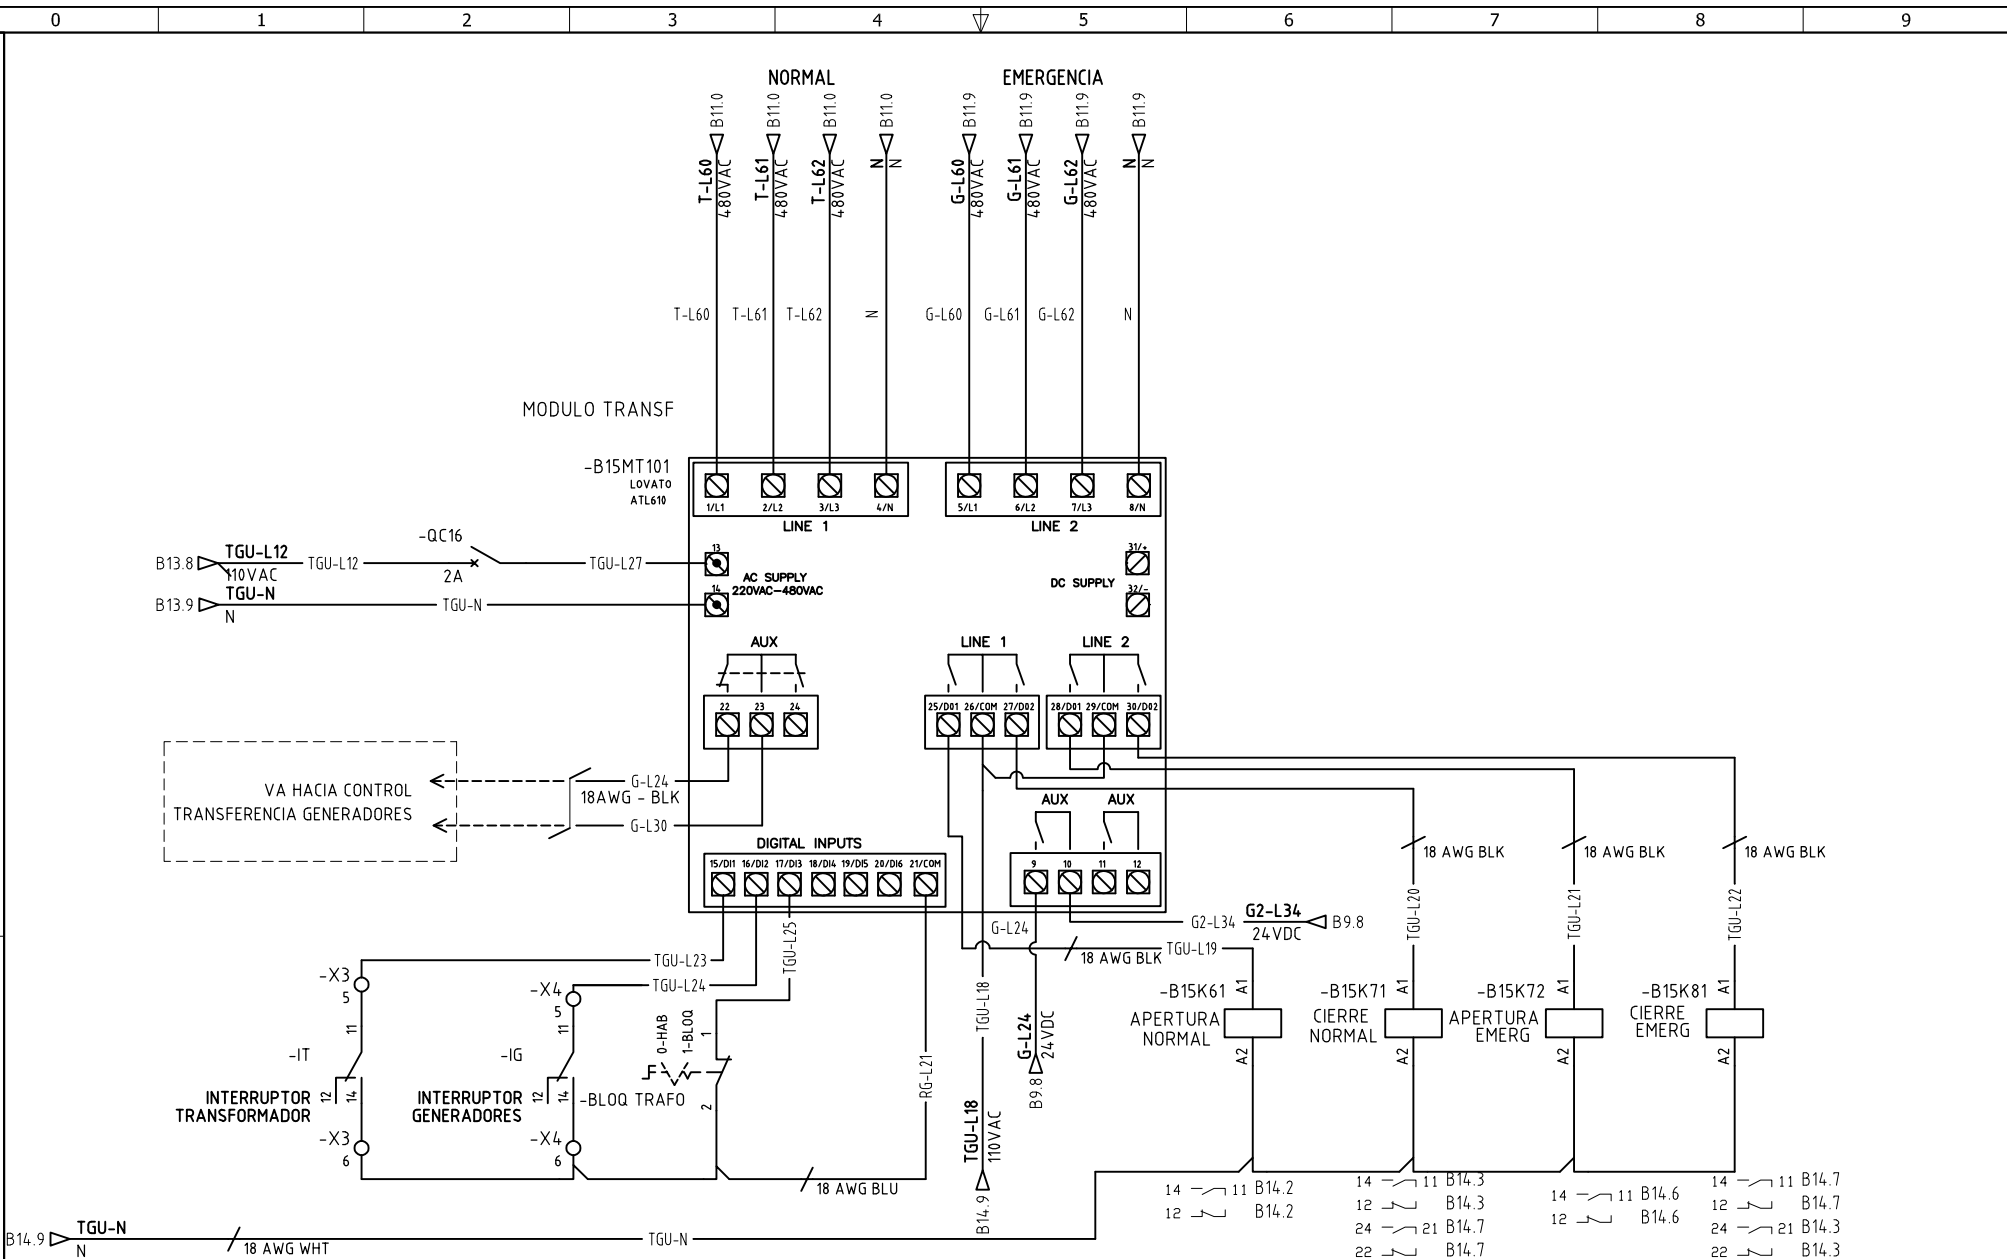 0 1 2 3 4 5 6 7 8 9
NORMAL EMERGENCIA
B11.0 B11.0 B11.0 B11.0 B11.9 B11.9 B11.9 B11.9
T-L60 T-L61 T-L62 N G-L60 G-L61 G-L62 N
480VAC 480VAC 480VAC N 480VAC 480VAC 480VAC N
T-L60 T-L61 T-L62 N G-L60 G-L61 G-L62 N
MODULO TRANSF
-B15MT101
LOVATO
ATL610
1/L1 2/L2 3/L3 4/N 5/L1 6/L2 7/L3 8/N
LINE 1 LINE 2
-QC16
2A
B13.8 TGU-L12 TGU-L12 TGU-L27 13
110VAC
B13.9 TGU-N TGU-N 14
N
AC SUPPLY
220VAC-480VAC
31/+
DC SUPPLY
32/-
AUX LINE 1 LINE 2
22 23 24 25/DO1 26/COM 27/DO2 28/DO1 29/COM 30/DO2
VA HACIA CONTROL
TRANSFERENCIA GENERADORES
G-L24
18AWG - BLK
G-L30
AUX AUX
DIGITAL INPUTS
15/DI1 16/DI2 17/DI3 18/DI4 19/DI5 20/DI6 21/COM
9 10 11 12
18 AWG BLK 18 AWG BLK 18 AWG BLK
TGU-L20 TGU-L21 TGU-L22
G-L24
G2-L34 G2-L34 B9.8
24VDC
18 AWG BLK TGU-L19
TGU-L23
TGU-L24
TGU-L25
-X3
5
-X4
5
11
11
-IT
INTERRUPTOR
TRANSFORMADOR
12 14
-IG
INTERRUPTOR
GENERADORES
12 14
0-HAB
1-BLOQ
1
2
-BLOQ TRAFO
RG-L21
-X3
6
-X4
6
18 AWG BLU
TGU-L18
TGU-L18
110VAC
B14.9
G-L24
24VDC
B9.8
-B15K61 A1
APERTURA
NORMAL
A2
-B15K71 A1
CIERRE
NORMAL
A2
-B15K72 A1
APERTURA
EMERG
A2
-B15K81 A1
CIERRE
EMERG
A2
14 11 B14.2
12 B14.2
14 11 B14.3
12 B14.3
24 21 B14.7
22 B14.7
14 11 B14.6
12 B14.6
14 11 B14.7
12 B14.7
24 21 B14.3
22 B14.3
B14.9 TGU-N
N
18 AWG WHT
TGU-N